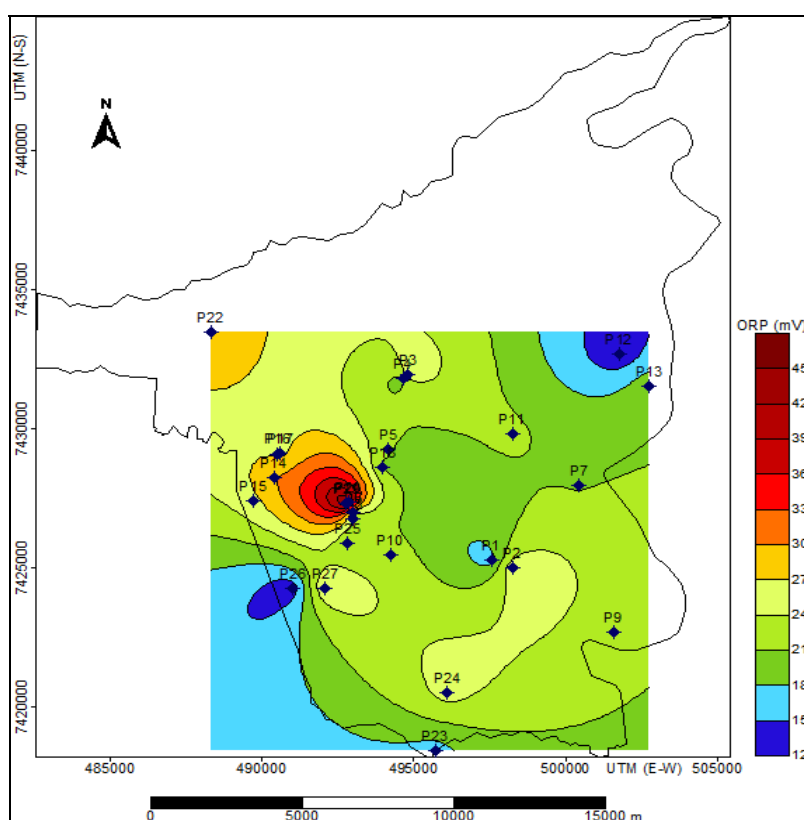 UTM (N-S)
N
7440000
7435000
7430000
7425000
7420000
P22
P3
P12
P13
P11
P5
P17
P14
P15
P7
P25
P10
P1
P2
P26
P27
P9
P24
P23
ORP (mV)
45
42
39
36
33
30
27
24
21
18
15
12
485000
490000
495000
500000
UTM (E-W)
505000
0
5000
10000
15000 m